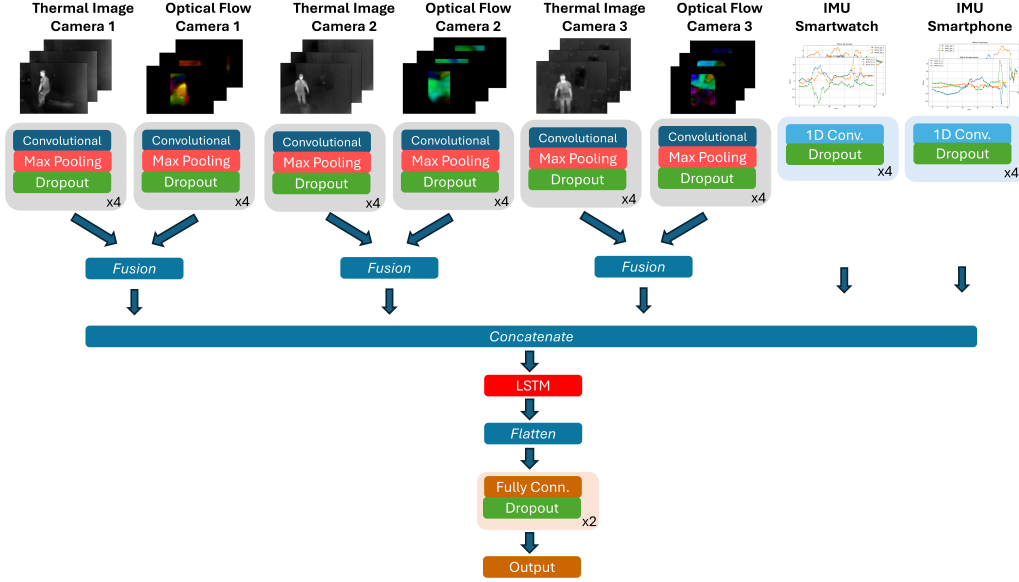 Thermal Image
Camera 1
Optical Flow
Camera 1
Thermal Image
Camera 2
Optical Flow
Camera 2
Thermal Image
Camera 3
Optical Flow
Camera 3
IMU
Smartwatch
IMU
Smartphone
Convolutional
Max Pooling
Dropout
x4
Convolutional
Max Pooling
Dropout
x4
Convolutional
Max Pooling
Dropout
x4
Convolutional
Max Pooling
Dropout
x4
Convolutional
Max Pooling
Dropout
x4
Convolutional
Max Pooling
Dropout
x4
1D Conv.
Dropout
x4
1D Conv.
Dropout
x4
Fusion
Fusion
Fusion
Concatenate
LSTM
Flatten
Fully Conn.
Dropout
x2
Output